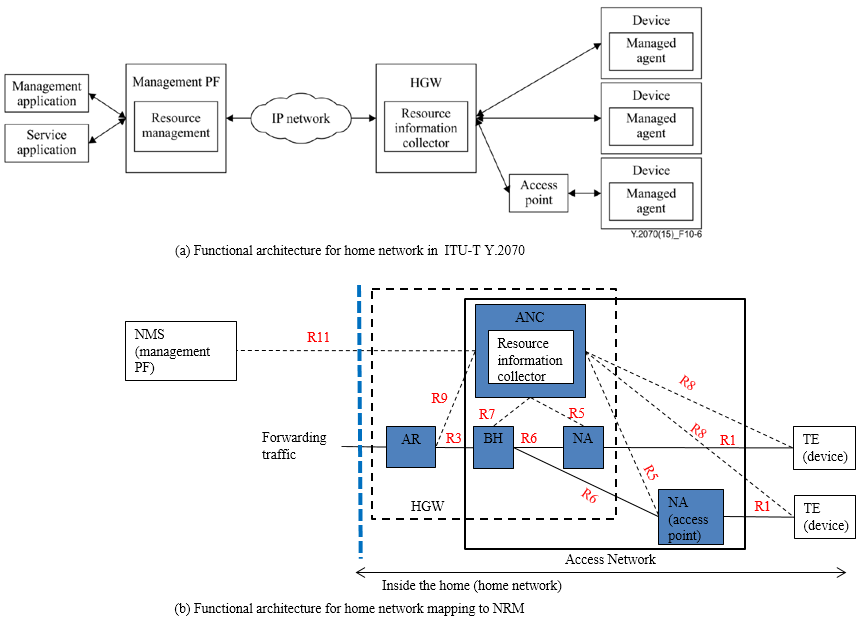 Management
application
Service
application
Management PF
Resource
management
IP network
HGW
Resource
information
collector
Access
point
Device
Managed
agent
Device
Managed
agent
Device
Managed
agent
Y.2070(15)_F10-6
(a) Functional architecture for home network in ITU-T Y.2070
NMS
(management
PF)
R11
ANC
Resource
information
collector
R9
R7
R5
R8
R8
Forwarding
traffic
AR
R3
BH
R6
NA
R1
TE
(device)
R6
R5
HGW
NA
(access
point)
R1
TE
(device)
Access Network
Inside the home (home network)
(b) Functional architecture for home network mapping to NRM